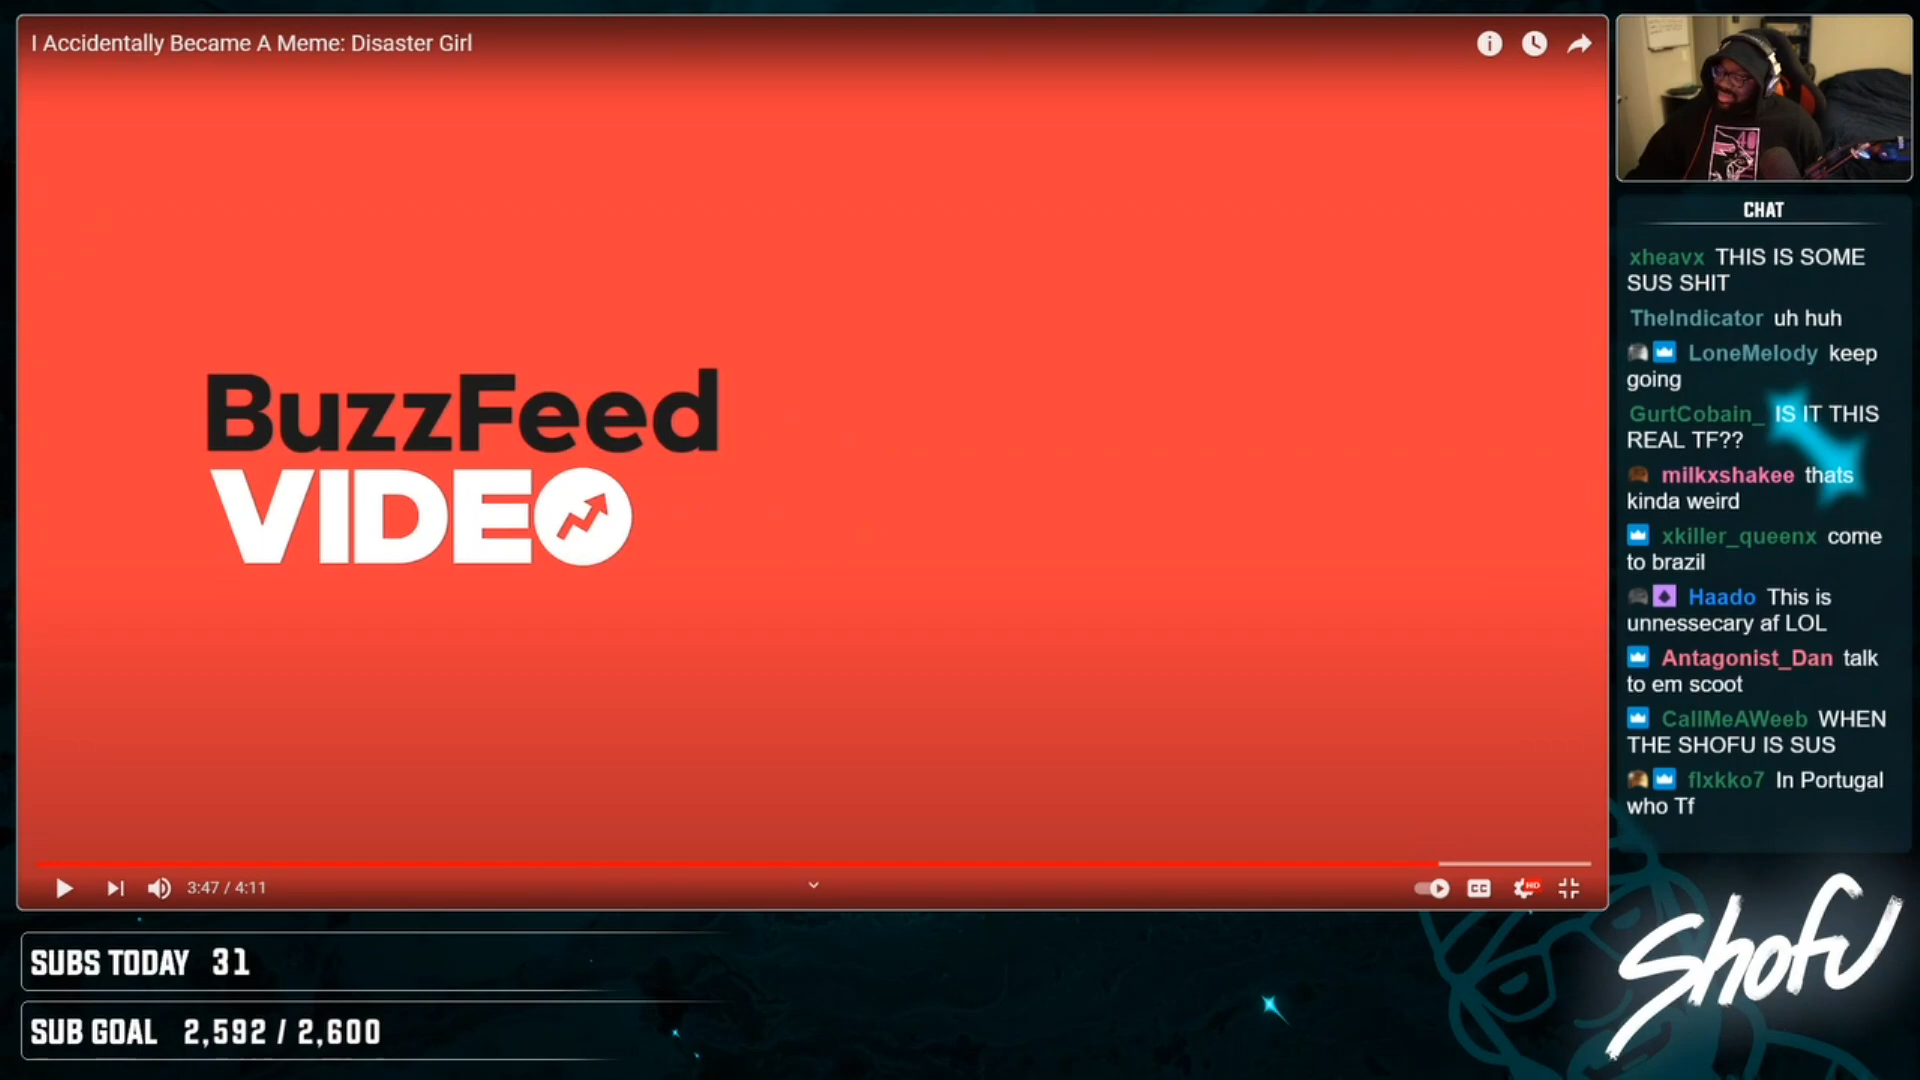 I Accidentally Became A Meme: Disaster Girl
BuzzFeed
VIDEO
3:47 / 4:11
CC
HD
40
CHAT
xheavx THIS IS SOME
SUS SHIT
TheIndicator uh huh
LoneMelody keep
going
GurtCobain_ IS IT THIS
REAL TF??
milkxshakee thats
kinda weird
xkiller_queenx come
to brazil
Haado This is
unnessecary af LOL
Antagonist_Dan talk
to em scoot
CallMeAWeeb WHEN
THE SHOFU IS SUS
flxkko7 In Portugal
who Tf
SUBS TODAY 31
SUB GOAL 2,592 / 2,600
Shofu